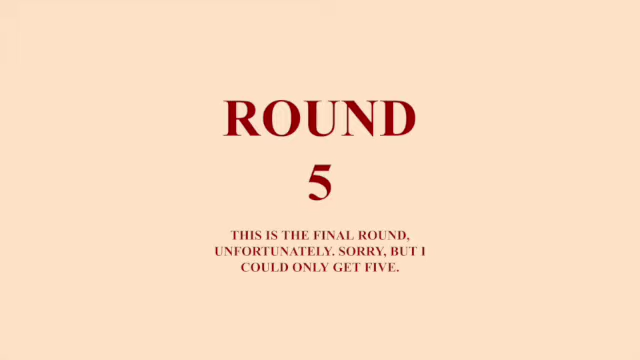 ROUND
5
THIS IS THE FINAL ROUND,
UNFORTUNATELY. SORRY, BUT I
COULD ONLY GET FIVE.